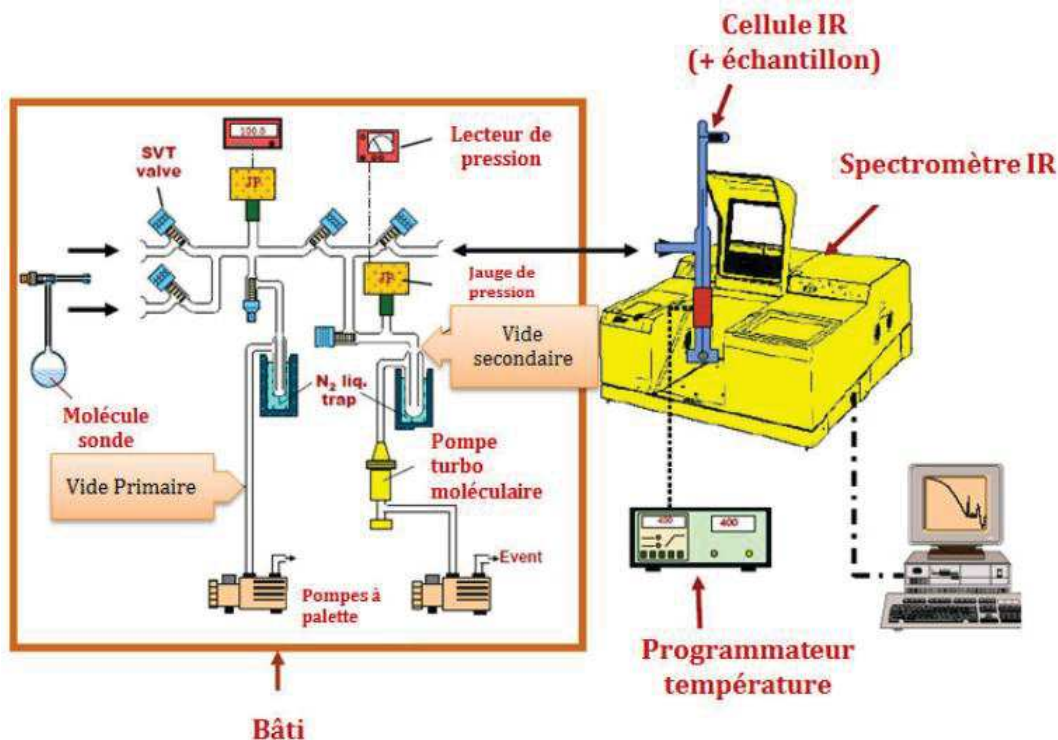 Cellule IR
(+ échantillon)
100.0
Lecteur de
pression
SVT
valve
JP
Spectromètre IR
Jauge de
pression
JP
Vide
secondaire
N₂ liq.
trap
Molécule
sonde
Pompe
turbo
moléculaire
Vide Primaire
400
400
Event
Pompes à
palette
Programmateur
température
Bâti